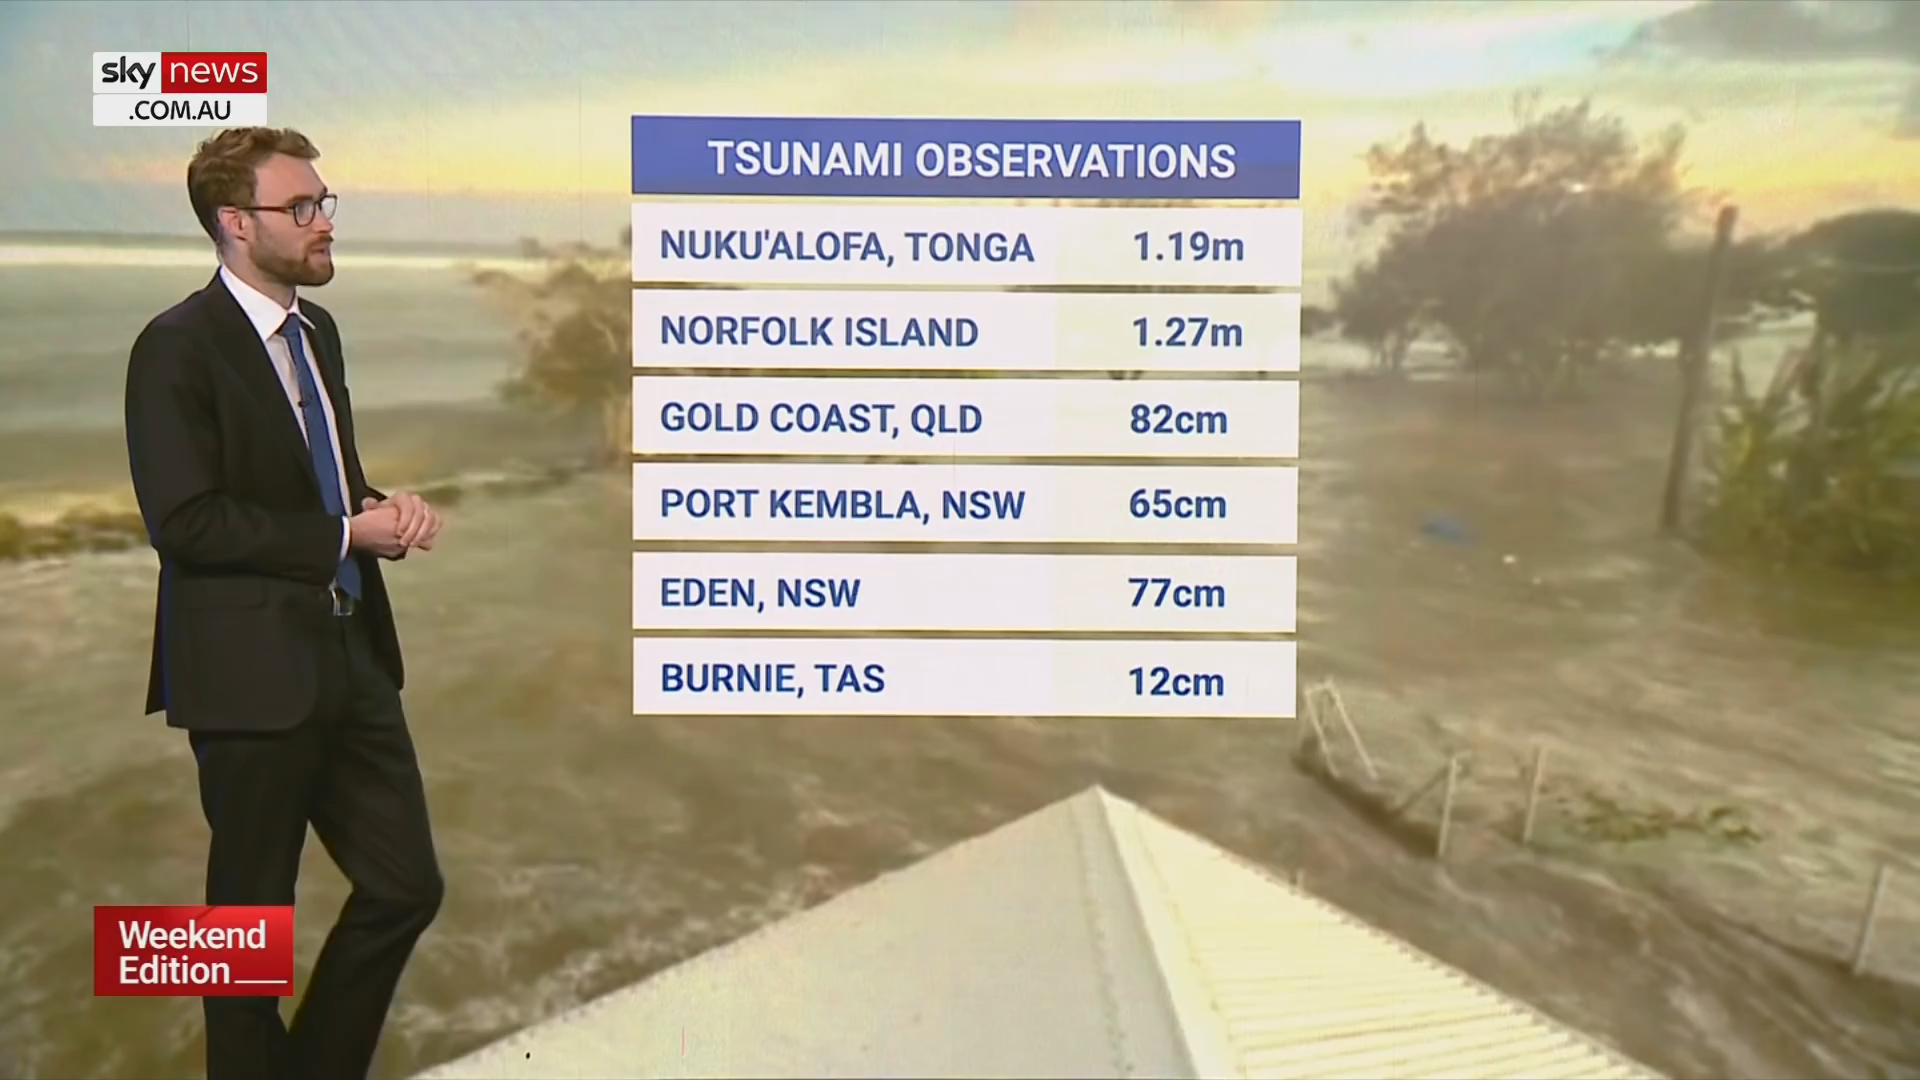 sky news
.COM.AU
TSUNAMI OBSERVATIONS
NUKU'ALOFA, TONGA 1.19m
NORFOLK ISLAND 1.27m
GOLD COAST, QLD 82cm
PORT KEMBLA, NSW 65cm
EDEN, NSW 77cm
BURNIE, TAS 12cm
Weekend
Edition